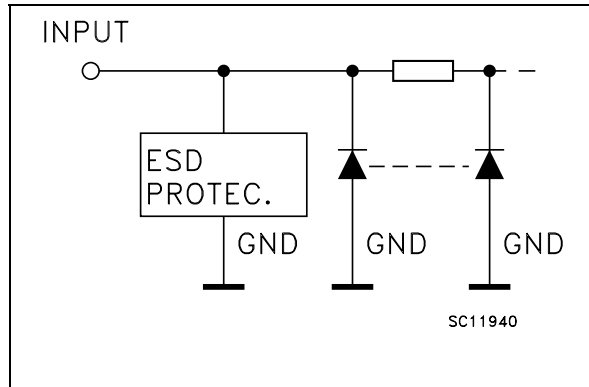 INPUT
ESD
PROTEC.
GND
GND
GND
SC11940